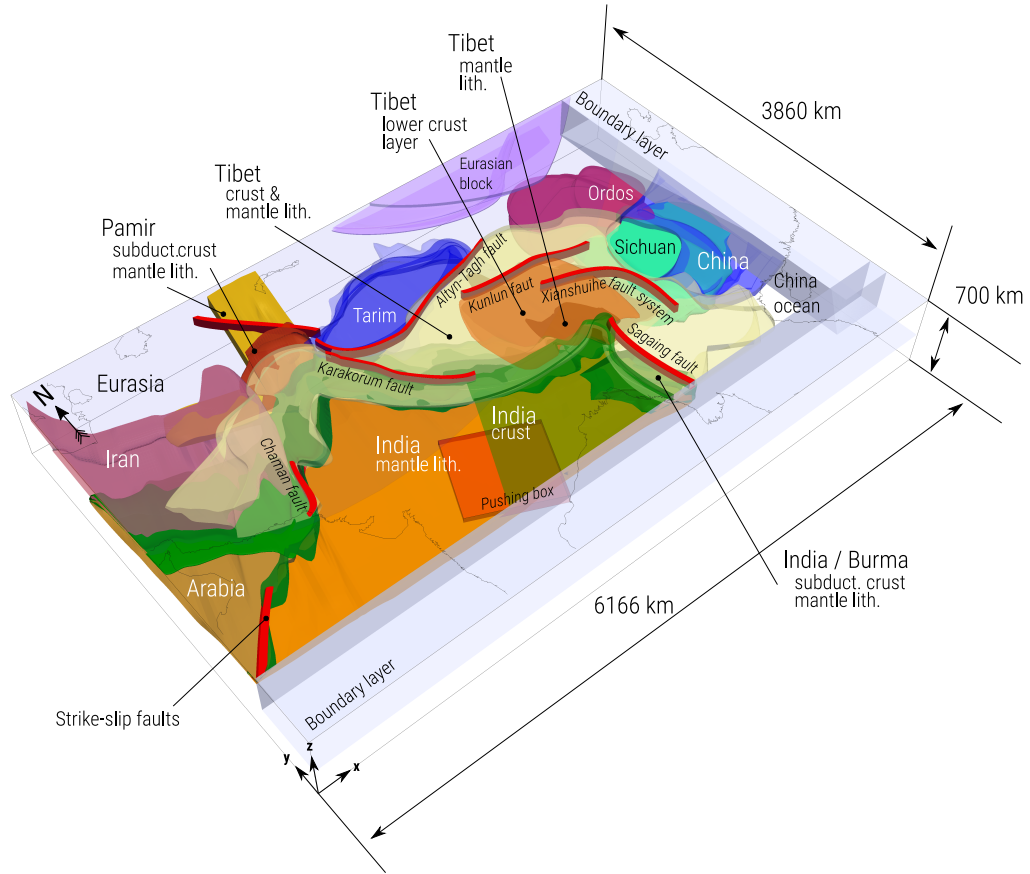 Tibet
mantle
lith.
3860 km
Boundary layer
Tibet
lower crust
layer
Eurasian
block
Ordos
Tibet
crust &
mantle lith.
Pamir
subduct.crust
mantle lith.
Altyn-Tagh fault
Sichuan
China
Kunlun faut
Xianshuihe fault system
China
ocean
700 km
Tarim
Sagaing fault
Eurasia
N
Karakorum fault
India
crust
Iran
India
mantle lith.
Chaman fault
Pushing box
India / Burma
subduct. crust
mantle lith.
Arabia
6166 km
Boundary layer
Strike-slip faults
z
y
x